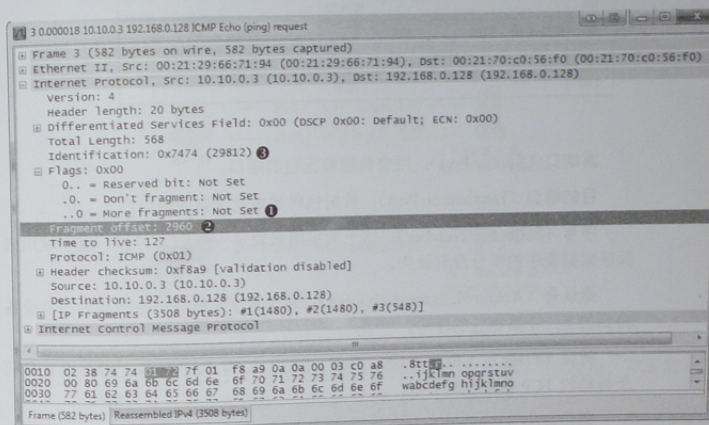 3 0.000018 10.10.0.3 192.168.0.128 ICMP Echo (ping) request
Frame 3 (582 bytes on wire, 582 bytes captured)
Ethernet II, Src: 00:21:29:66:71:94 (00:21:29:66:71:94), Dst: 00:21:70:c0:56:f0 (00:21:70:c0:56:f0)
Internet Protocol, Src: 10.10.0.3 (10.10.0.3), Dst: 192.168.0.128 (192.168.0.128)
Version: 4
Header length: 20 bytes
Differentiated Services Field: 0x00 (DSCP 0x00: Default; ECN: 0x00)
Total Length: 568
Identification: 0x7474 (29812) ❸
Flags: 0x00
0.. = Reserved bit: Not Set
.0. = Don't fragment: Not Set
..0 = More fragments: Not Set ❶
Fragment offset: 2960 ❷
Time to live: 127
Protocol: ICMP (0x01)
Header checksum: 0xf8a9 [validation disabled]
Source: 10.10.0.3 (10.10.0.3)
Destination: 192.168.0.128 (192.168.0.128)
[IP Fragments (3508 bytes): #1(1480), #2(1480), #3(548)]
Internet Control Message Protocol
0010 02 38 74 74 01 72 7f 01 f8 a9 0a 0a 00 03 c0 a8 .8tt.r.. ........
0020 00 80 69 6a 6b 6c 6d 6e 6f 70 71 72 73 74 75 76 ..ijklmn opqrstuv
0030 77 61 62 63 64 65 66 67 68 69 6a 6b 6c 6d 6e 6f wabcdefg hijklmno
Frame (582 bytes) Reassembled IPv4 (3508 bytes)